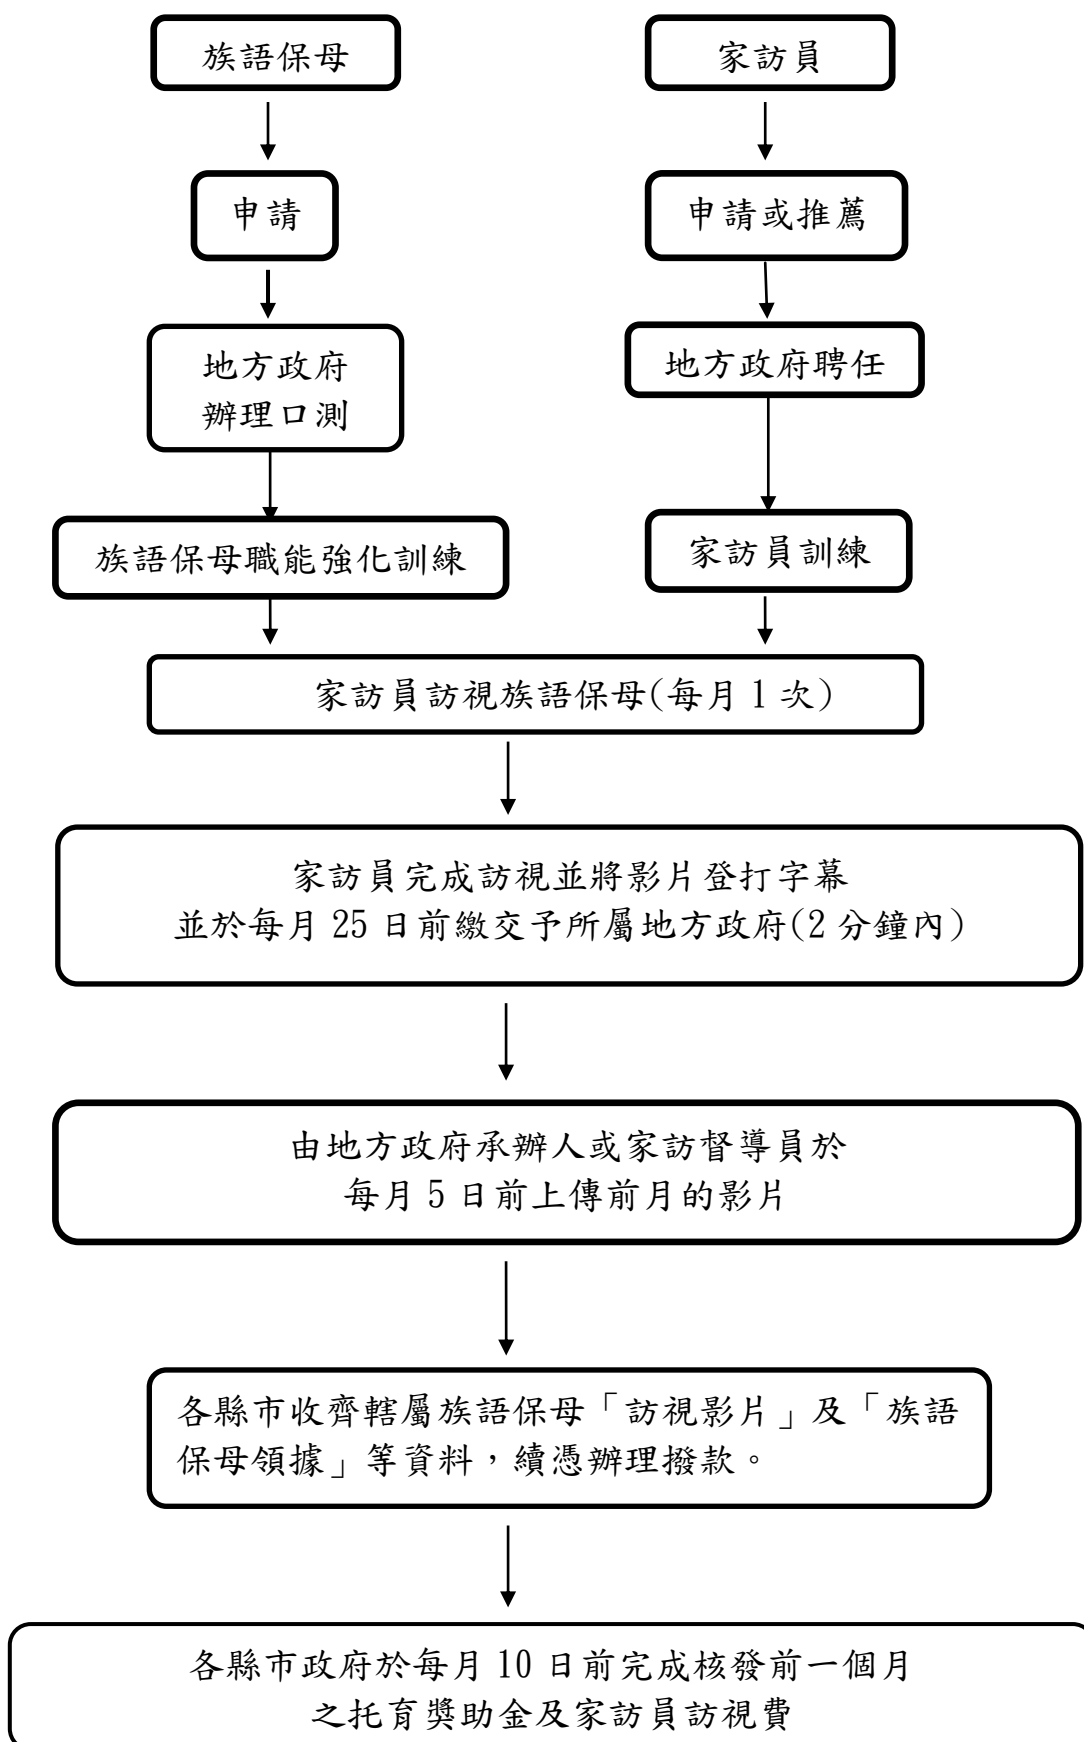 族語保母
家訪員
申請
申請或推薦
地方政府
辦理口測
地方政府聘任
族語保母職能強化訓練
家訪員訓練
家訪員訪視族語保母(每月 1 次)
家訪員完成訪視並將影片登打字幕
並於每月 25 日前繳交予所屬地方政府(2 分鐘內)
由地方政府承辦人或家訪督導員於
每月 5 日前上傳前月的影片
各縣市收齊轄屬族語保母「訪視影片」及「族語
保母領據」等資料，續憑辦理撥款。
各縣市政府於每月 10 日前完成核發前一個月
之托育獎助金及家訪員訪視費